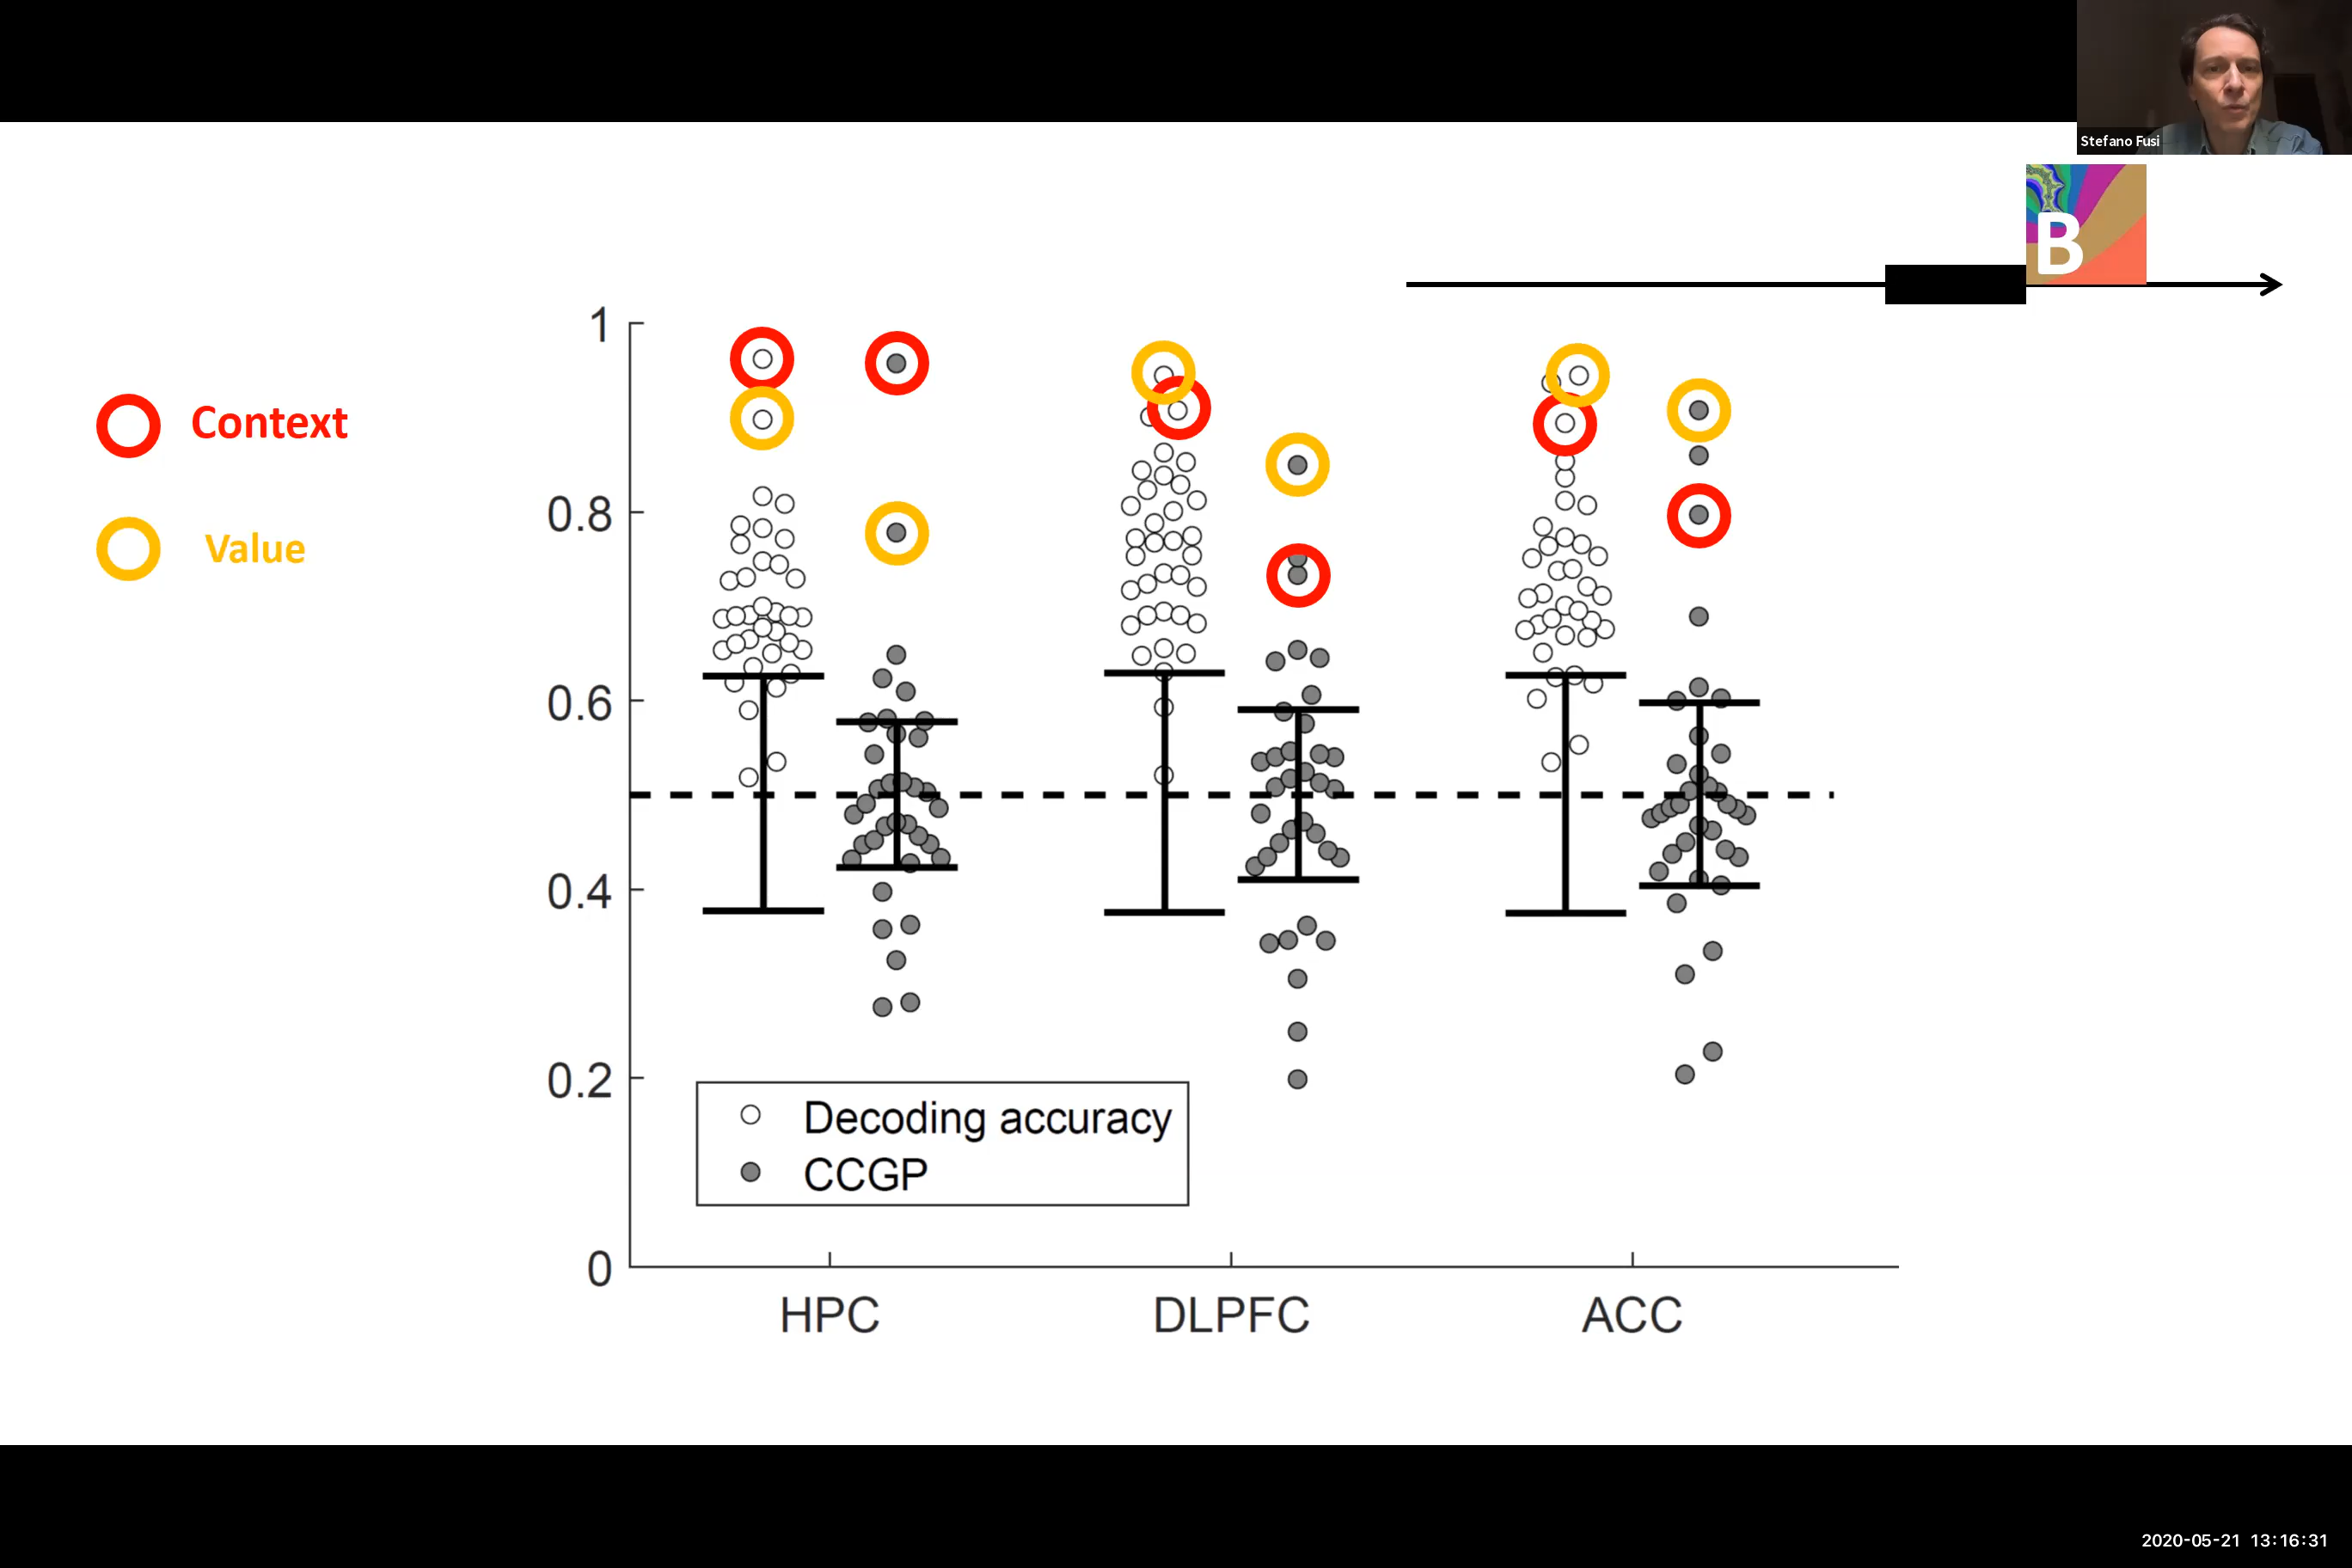 Stefano Fusi
B
Context
Value
1
0.8
0.6
0.4
0.2
0
Decoding accuracy
CCGP
HPC DLPFC ACC
2020-05-21 13:16:31